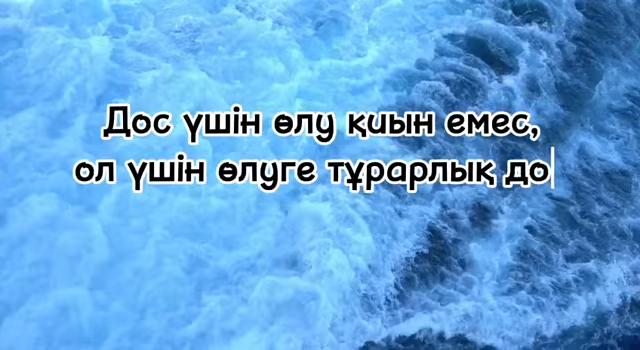 Дос үшін өлу қиын емес,
ол үшін өлуге тұрарлық до